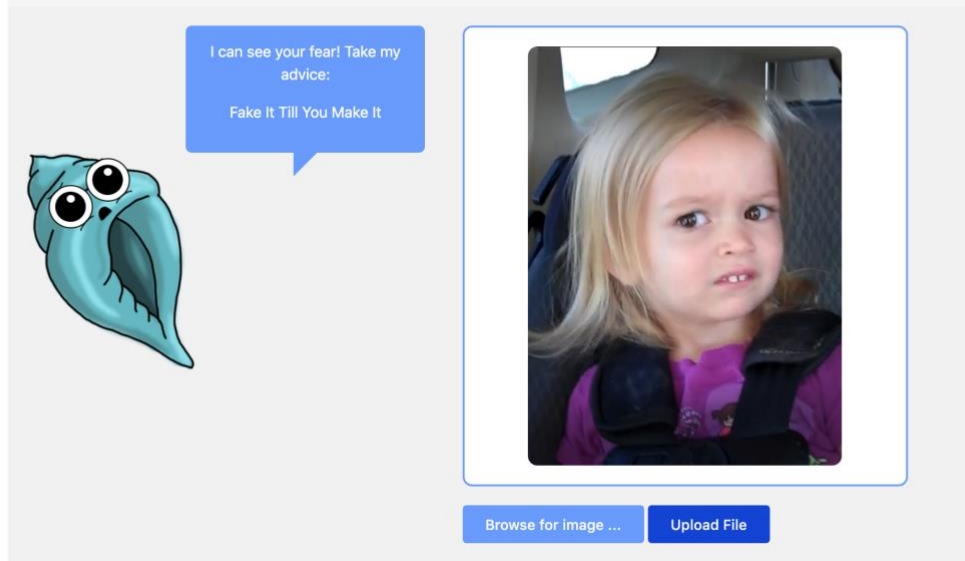 I can see your fear! Take my
advice:
Fake It Till You Make It
Browse for image ...
Upload File